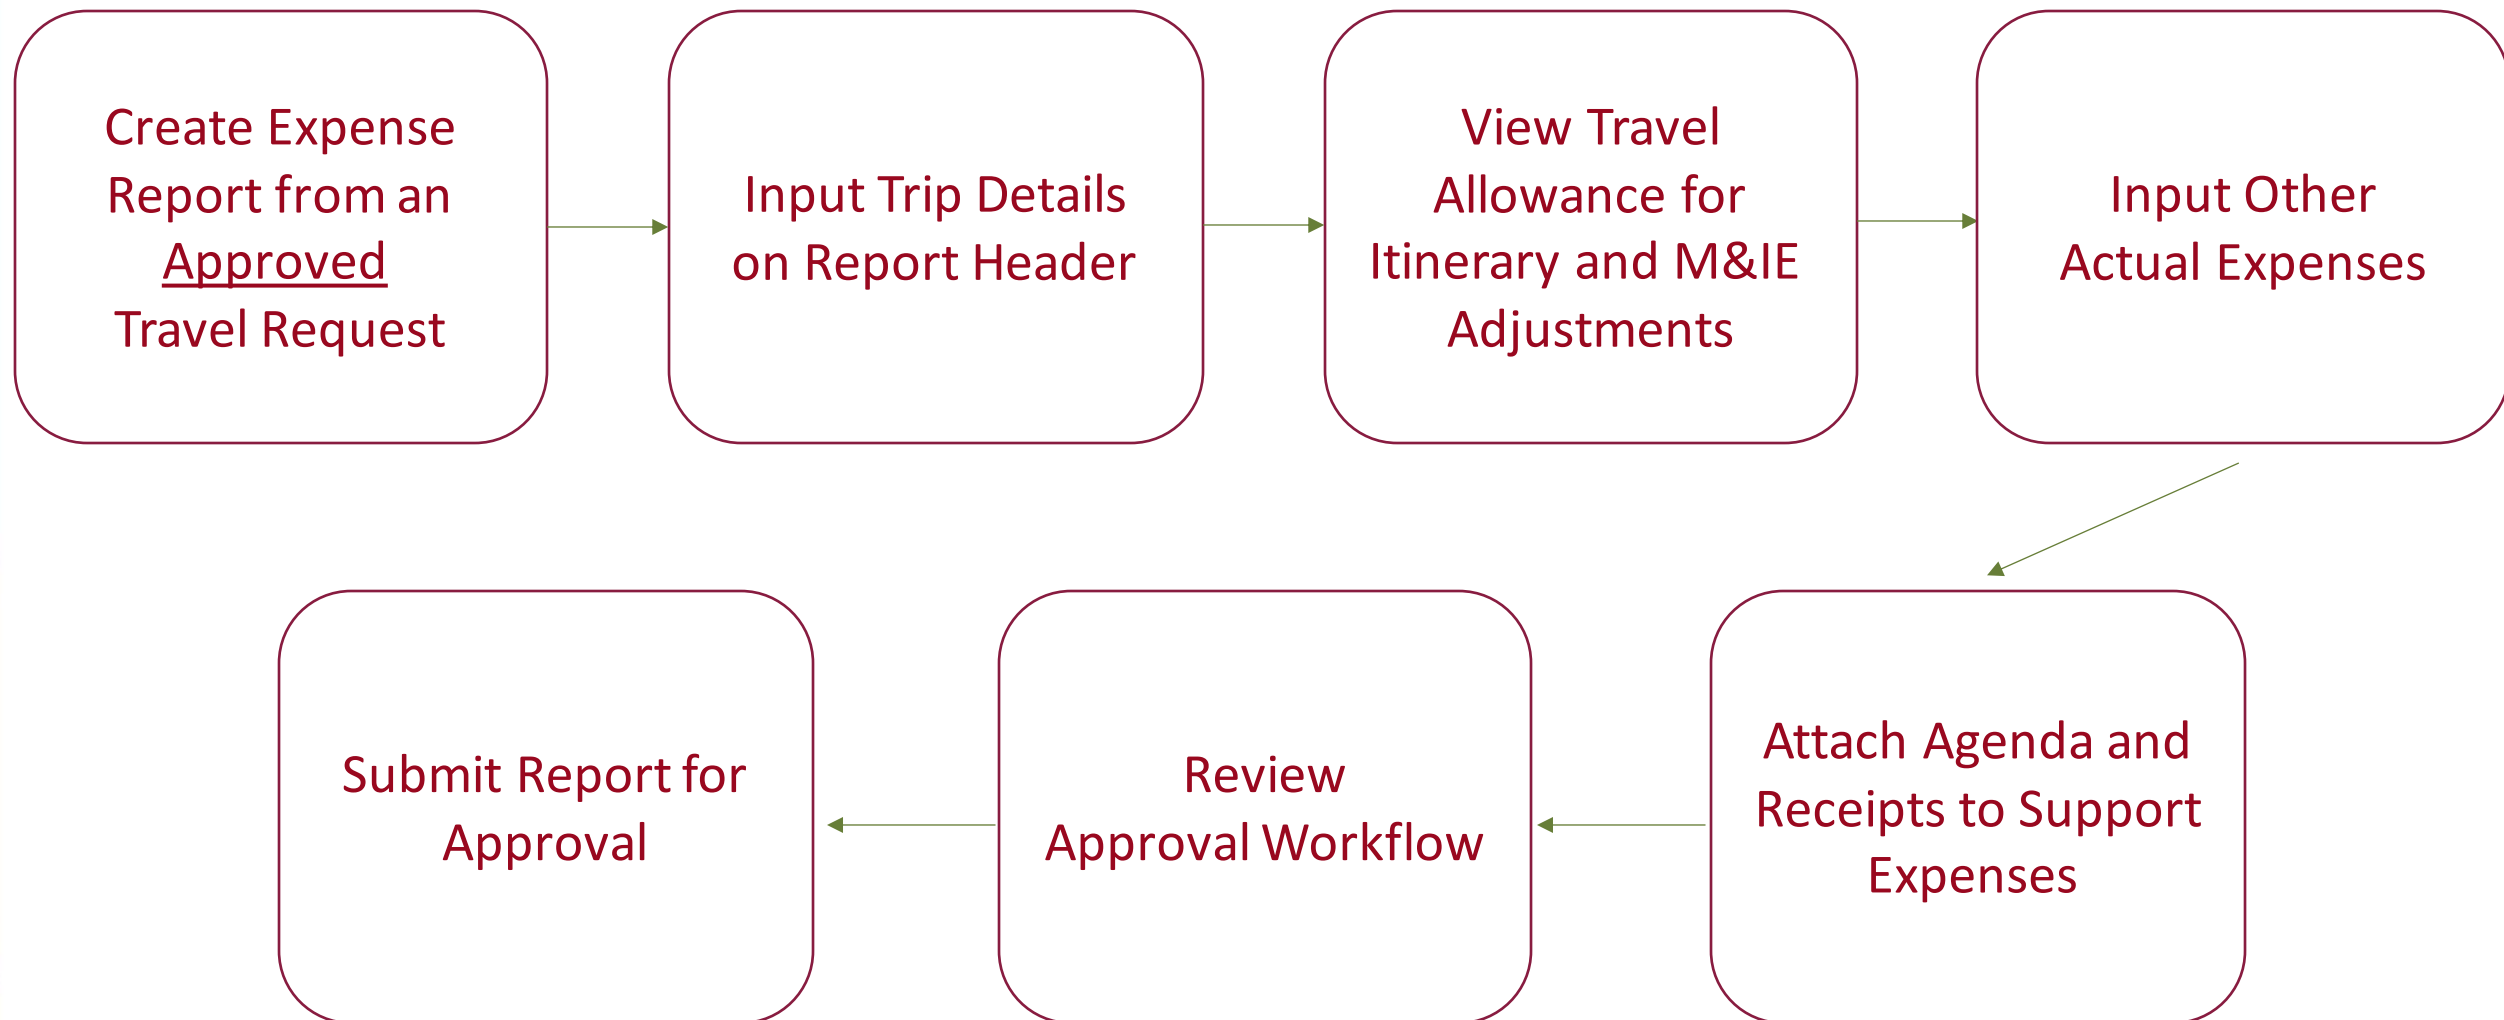 Create Expense
Report from an
Approved
Travel Request
Input Trip Details
on Report Header
View Travel
Allowance for
Itinerary and M&IE
Adjustments
Input Other
Actual Expenses
Attach Agenda and
Receipts to Support
Expenses
Review
Approval Workflow
Submit Report for
Approval